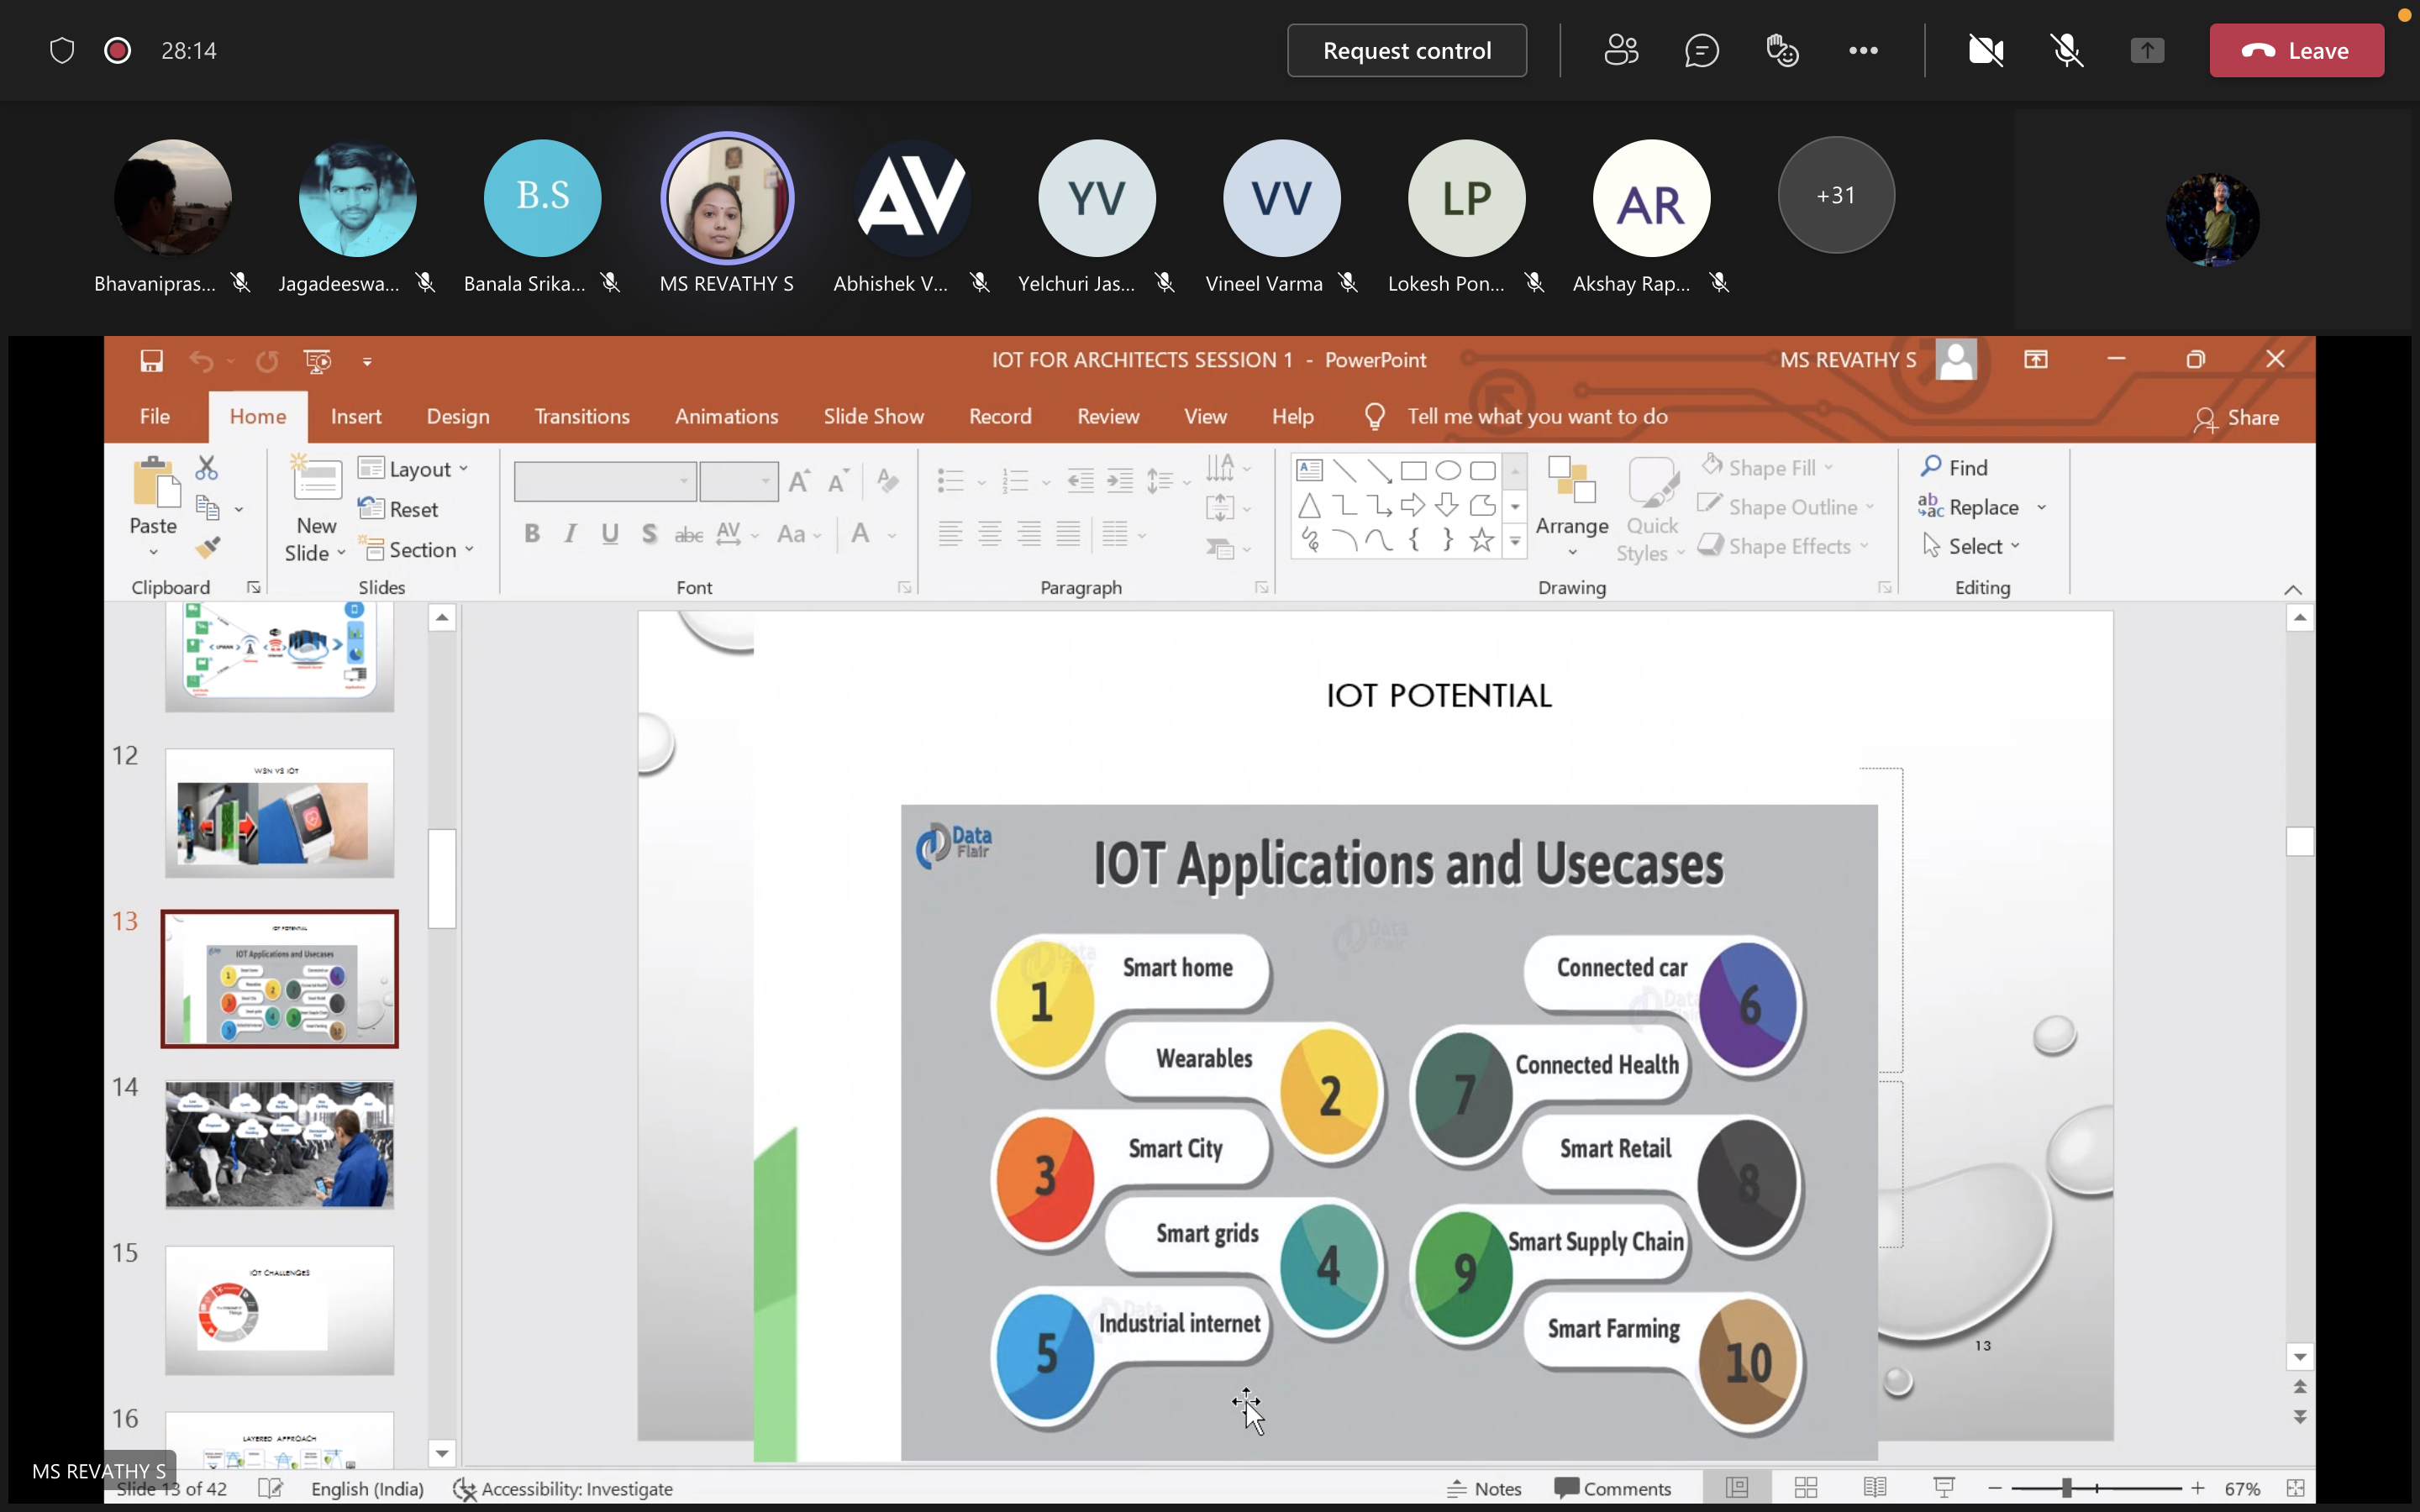 28:14
Request control
Leave
B.S
AV
YV
VV
LP
AR
+31
Bhavanipras...
Jagadeeswa...
Banala Srika...
MS REVATHY S
Abhishek V...
Yelchuri Jas...
Vineel Varma
Lokesh Pon...
Akshay Rap...
IOT FOR ARCHITECTS SESSION 1 - PowerPoint
MS REVATHY S
File
Home
Insert
Design
Transitions
Animations
Slide Show
Record
Review
View
Help
Tell me what you want to do
Share
Paste
New
Slide
Layout
Reset
Section
B I U S abc AV Aa A
Arrange
Quick
Styles
Shape Fill
Shape Outline
Shape Effects
Find
Replace
Select
Clipboard
Slides
Font
Paragraph
Drawing
Editing
12
WSN VS IOT
13
IOT POTENTIAL
IOT Applications and Usecases
14
15
IOT CHALLENGES
16
LAYERED APPROACH
IOT POTENTIAL
Data
Flair
IOT Applications and Usecases
1 Smart home
Wearables 2
3 Smart City
Smart grids 4
5 Industrial internet
Connected car 6
7 Connected Health
Smart Retail 8
9 Smart Supply Chain
Smart Farming 10
13
MS REVATHY S
Slide 13 of 42
English (India)
Accessibility: Investigate
Notes
Comments
67%